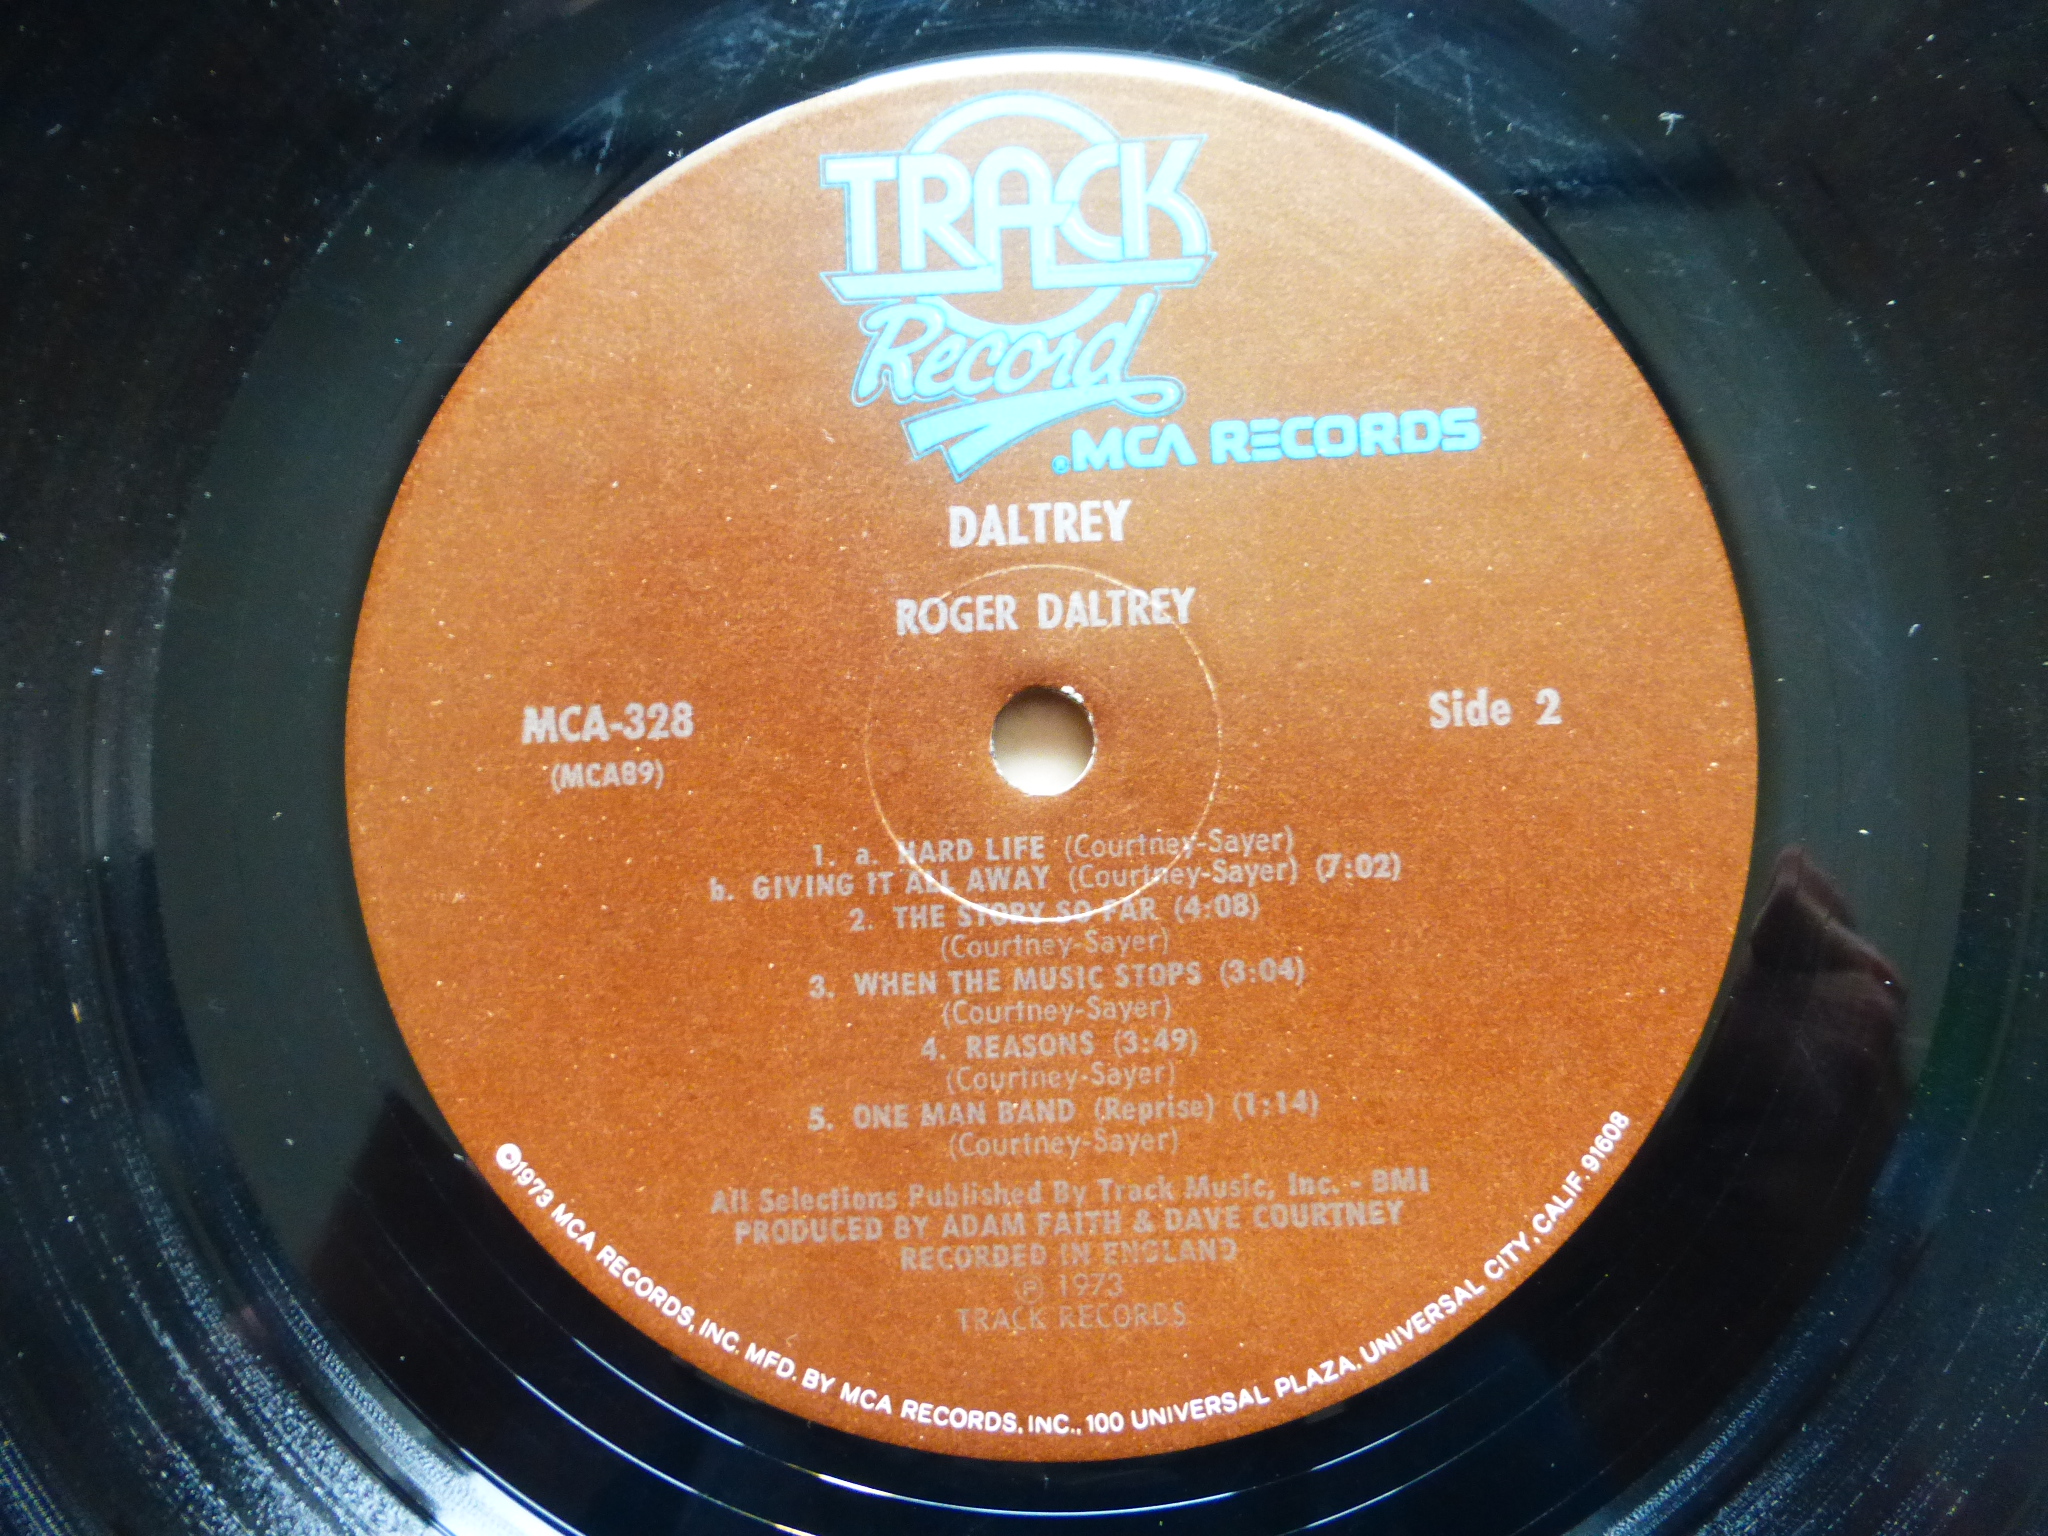 TRACK
Record
®MCA RECORDS
DALTREY
ROGER DALTREY
MCA-328
Side 2
(MCA89)
1. a. HARD LIFE (Courtney-Sayer)
b. GIVING IT ALL AWAY (Courtney-Sayer) (7:02)
2. THE STORY SO FAR (4:08)
(Courtney-Sayer)
3. WHEN THE MUSIC STOPS (3:04)
(Courtney-Sayer)
4. REASONS (3:49)
(Courtney-Sayer)
5. ONE MAN BAND (Reprise) (1:14)
(Courtney-Sayer)
All Selections Published By Track Music, Inc. - BMI
PRODUCED BY ADAM FAITH & DAVE COURTNEY
RECORDED IN ENGLAND
℗ 1973
TRACK RECORDS
©1973 MCA RECORDS, INC. MFD. BY MCA RECORDS, INC., 100 UNIVERSAL PLAZA, UNIVERSAL CITY, CALIF. 91608